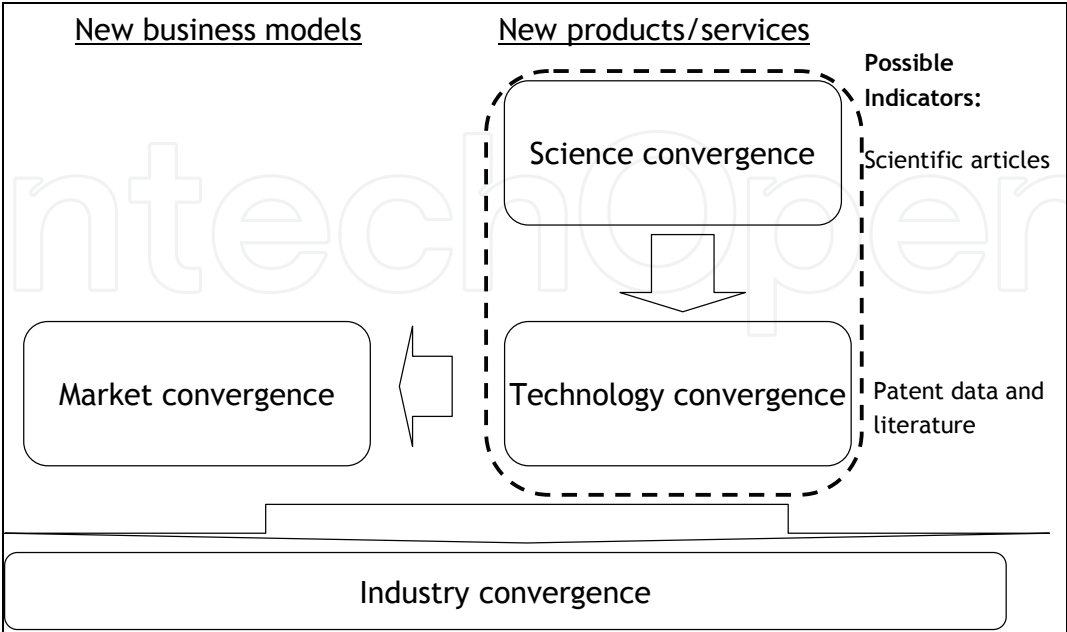 New business models
New products/services
Possible
Indicators:
Science convergence
Scientific articles
Market convergence
Technology convergence
Patent data and
literature
Industry convergence
ntechOpen